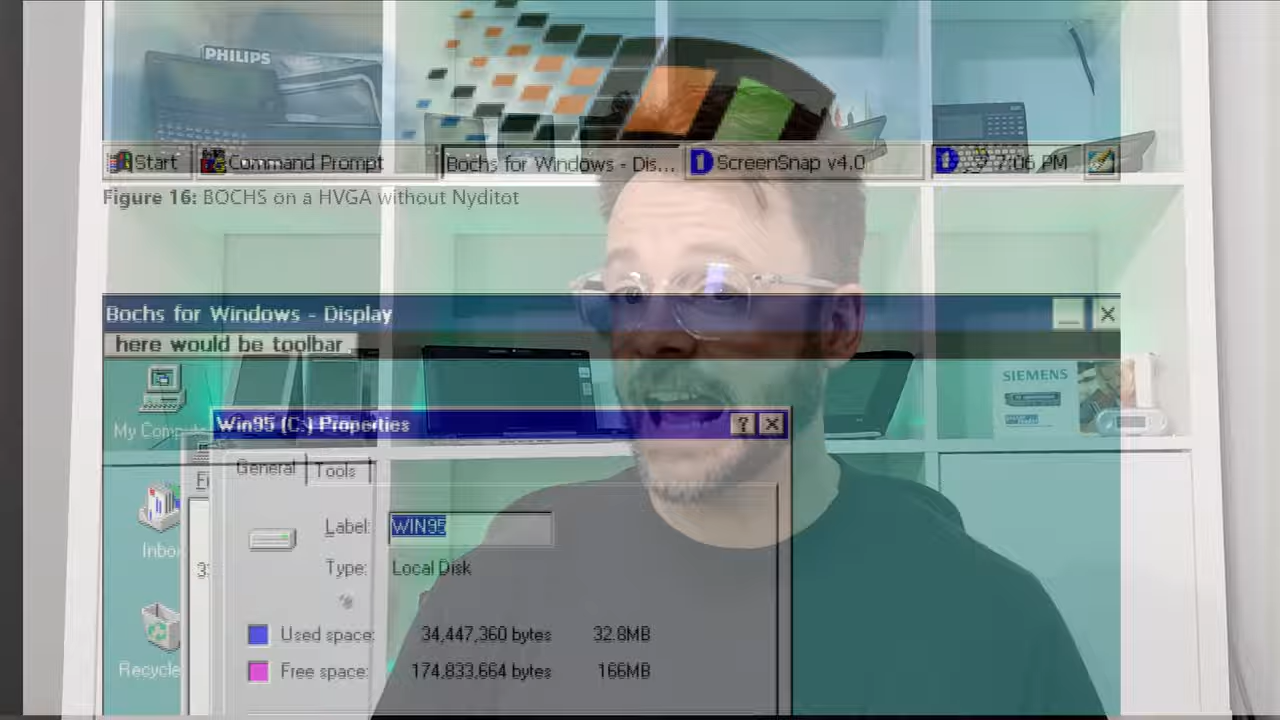 PHILIPS
Start
Command Prompt
Bochs for Windows - Dis...
ScreenSnap v4.0
7:06 PM
Figure 16: BOCHS on a HVGA without Nyditot
Bochs for Windows - Display
here would be toolbar
SIEMENS
My Comp
Win95 (C:) Properties
General
Tools
Label:
WIN95
Inbo
Type:
Local Disk
Used space:
34,447,360 bytes
32.8MB
Recycle
Free space:
174,833,664 bytes
166MB